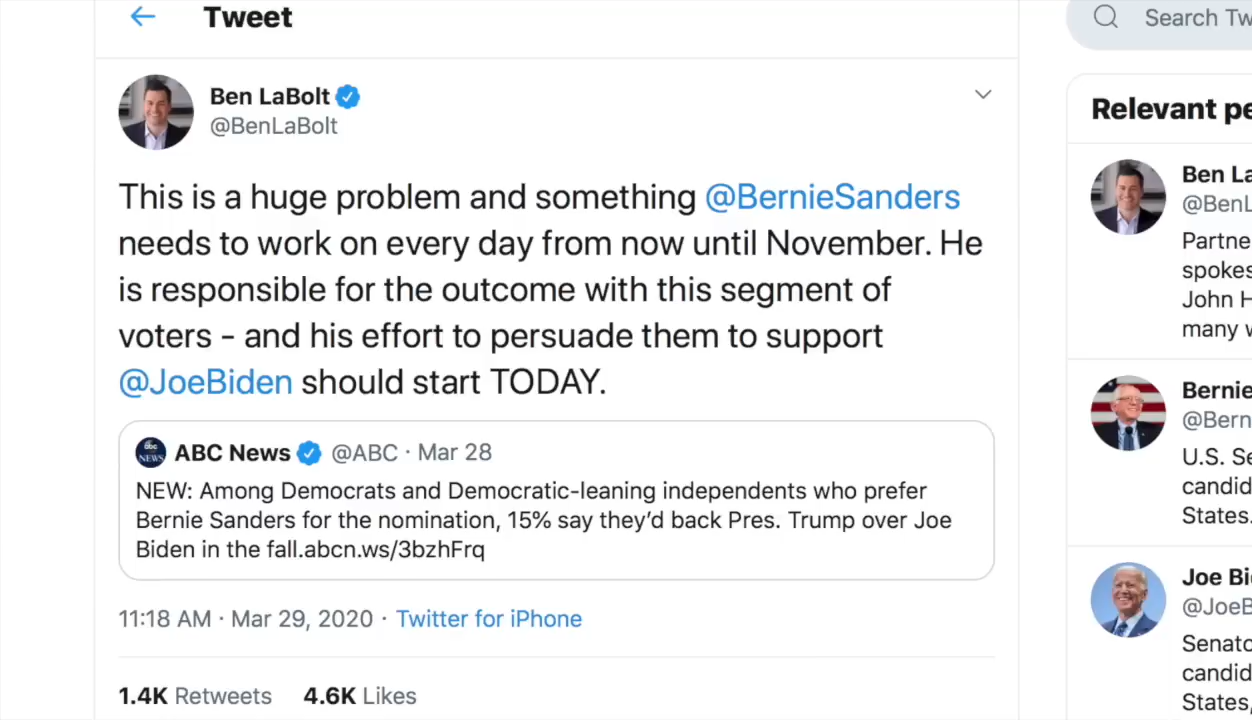 Tweet
Search Tw
Ben LaBolt
@BenLaBolt
This is a huge problem and something @BernieSanders
needs to work on every day from now until November. He
is responsible for the outcome with this segment of
voters - and his effort to persuade them to support
@JoeBiden should start TODAY.
abc NEWS ABC News @ABC · Mar 28
NEW: Among Democrats and Democratic-leaning independents who prefer
Bernie Sanders for the nomination, 15% say they'd back Pres. Trump over Joe
Biden in the fall.abcn.ws/3bzhFrq
11:18 AM · Mar 29, 2020 · Twitter for iPhone
1.4K Retweets 4.6K Likes
Relevant pe
Ben La
@BenL
Partne
spokes
John H
many w
Bernie
@Bern
U.S. Se
candid
States.
Joe Bi
@JoeB
Senato
candid
States,